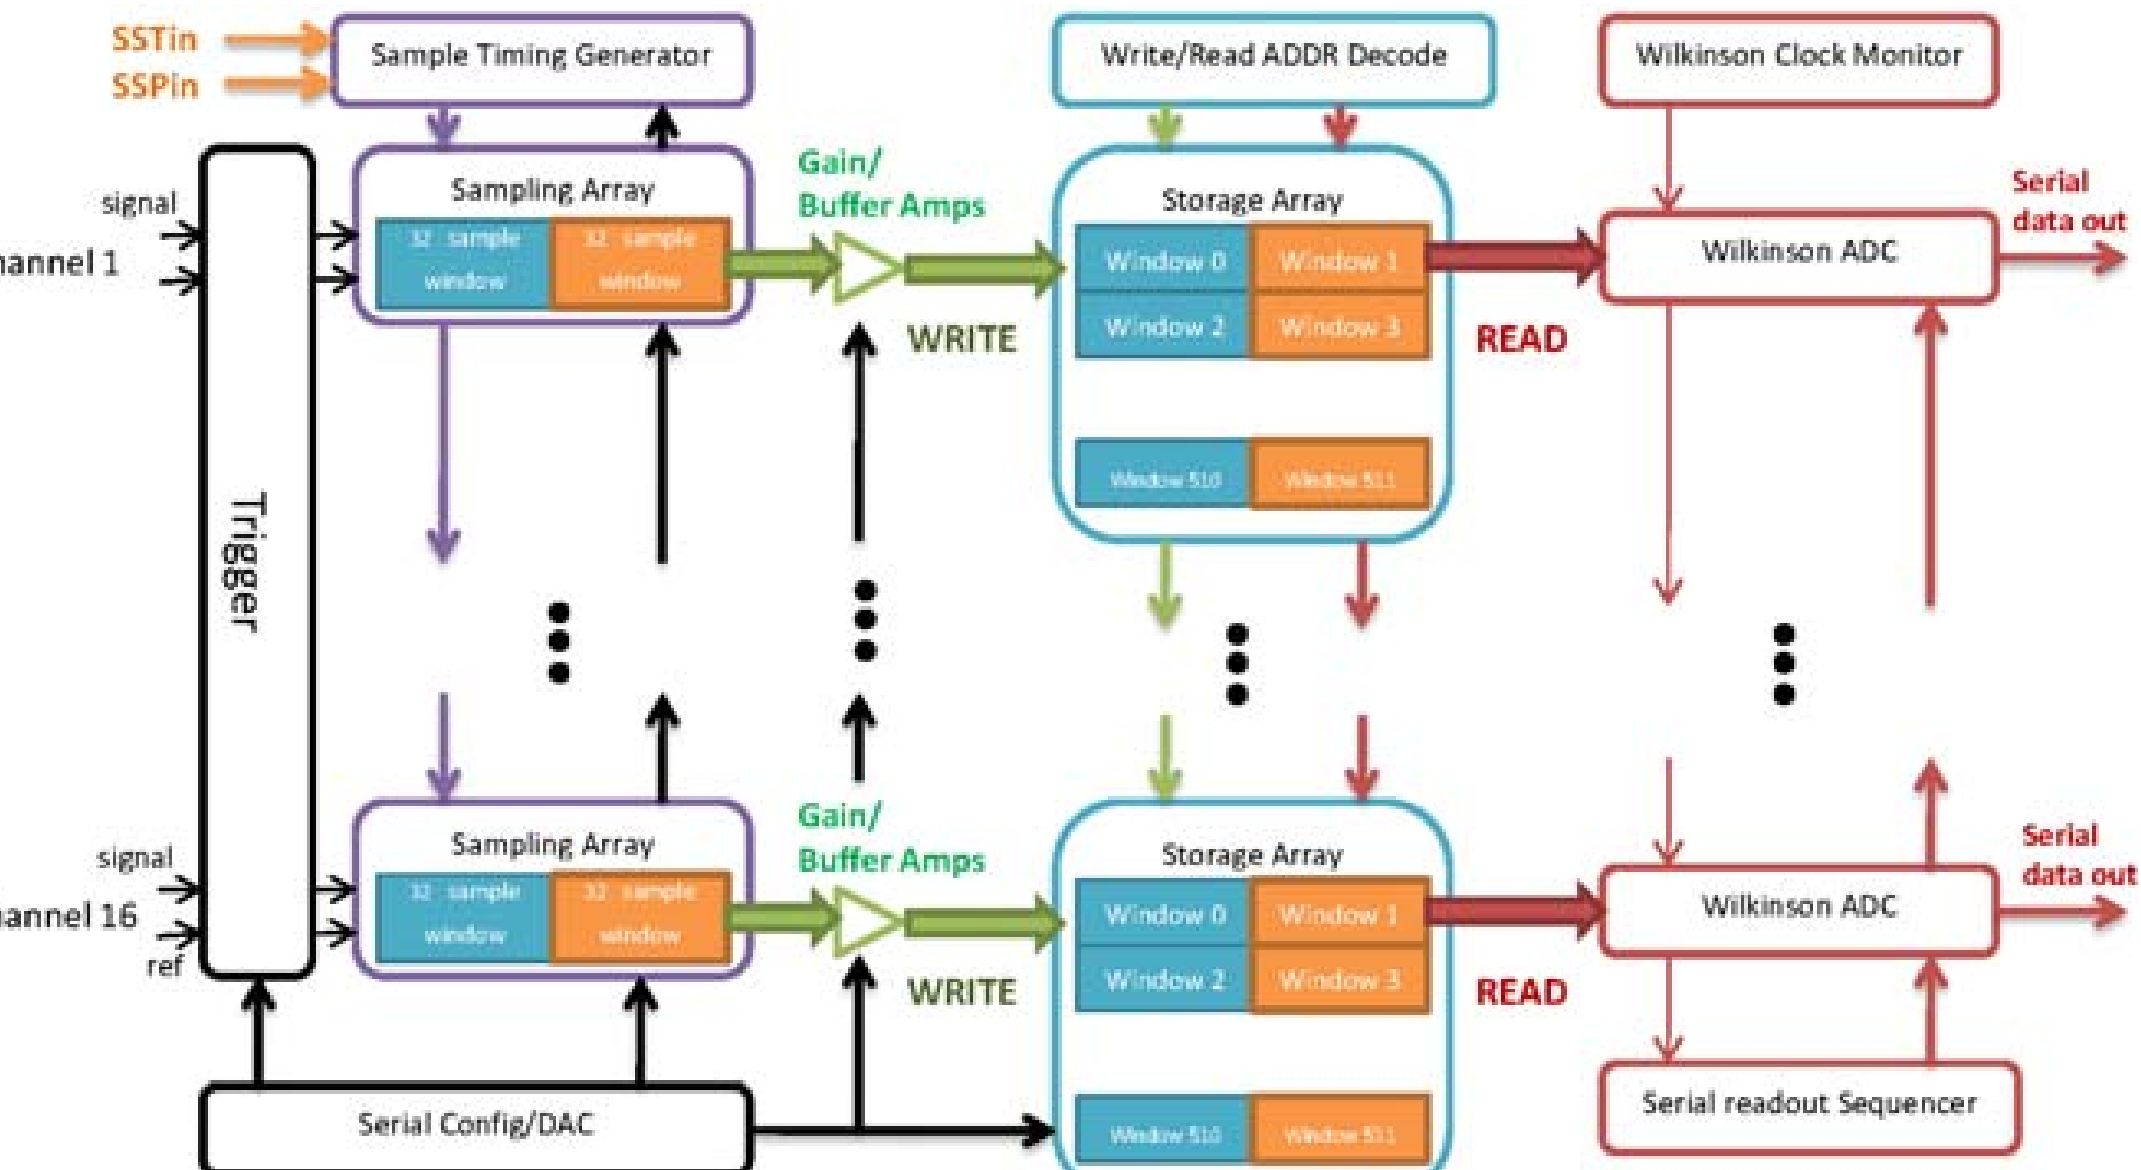 SSTin
SSPin
Sample Timing Generator
Write/Read ADDR Decode
Wilkinson Clock Monitor
signal
hannel 1
Trigger
Sampling Array
32 sample
window
32 sample
window
Gain/
Buffer Amps
WRITE
Storage Array
Window 0
Window 1
Window 2
Window 3
Window 510
Window 511
READ
Wilkinson ADC
Serial
data out
signal
hannel 16
ref
Sampling Array
32 sample
window
32 sample
window
Gain/
Buffer Amps
WRITE
Storage Array
Window 0
Window 1
Window 2
Window 3
Window 510
Window 511
READ
Wilkinson ADC
Serial
data out
Serial Config/DAC
Serial readout Sequencer